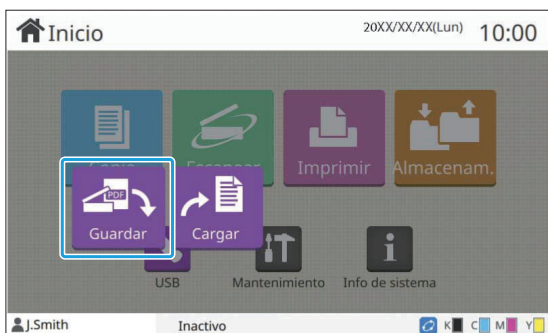 Inicio
20XX/XX/XX(Lun)
10:00
Imprimir
Almacenam.
PDF
Guardar
Cargar
USB
Mantenimiento
Info de sistema
J.Smith
Inactivo
K C M Y